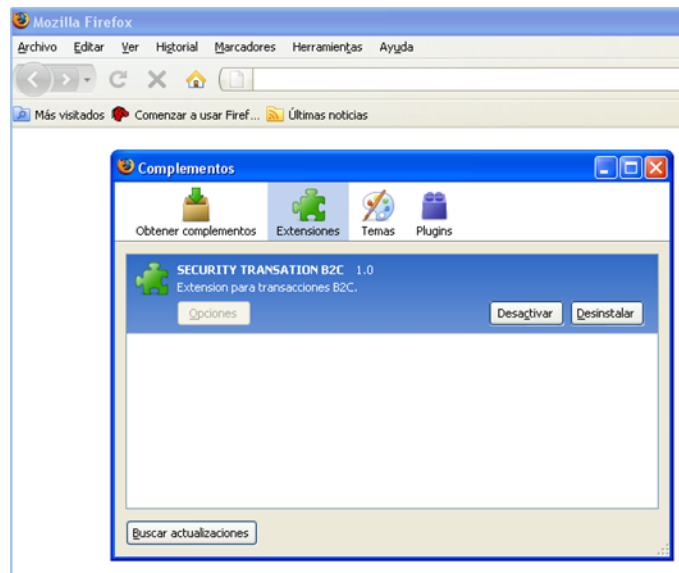 Mozilla Firefox
Archivo Editar Ver Historial Marcadores Herramientas Ayuda
Más visitados Comenzar a usar Firef... Últimas noticias
Complementos
Obtener complementos Extensiones Temas Plugins
SECURITY TRANSATION B2C 1.0
Extension para transacciones B2C.
Opciones Desactivar Desinstalar
Buscar actualizaciones